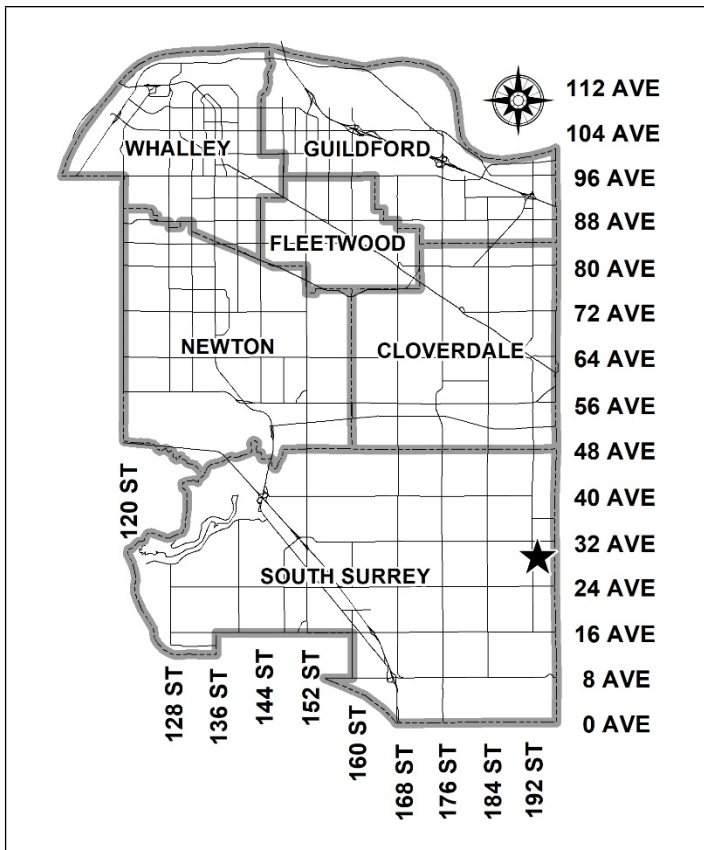 112 AVE
104 AVE
WHALLEY
GUILDFORD
96 AVE
88 AVE
FLEETWOOD
80 AVE
72 AVE
NEWTON
CLOVERDALE
64 AVE
56 AVE
48 AVE
120 ST
40 AVE
32 AVE
SOUTH SURREY
24 AVE
16 AVE
8 AVE
0 AVE
128 ST
136 ST
144 ST
152 ST
160 ST
168 ST
176 ST
184 ST
192 ST